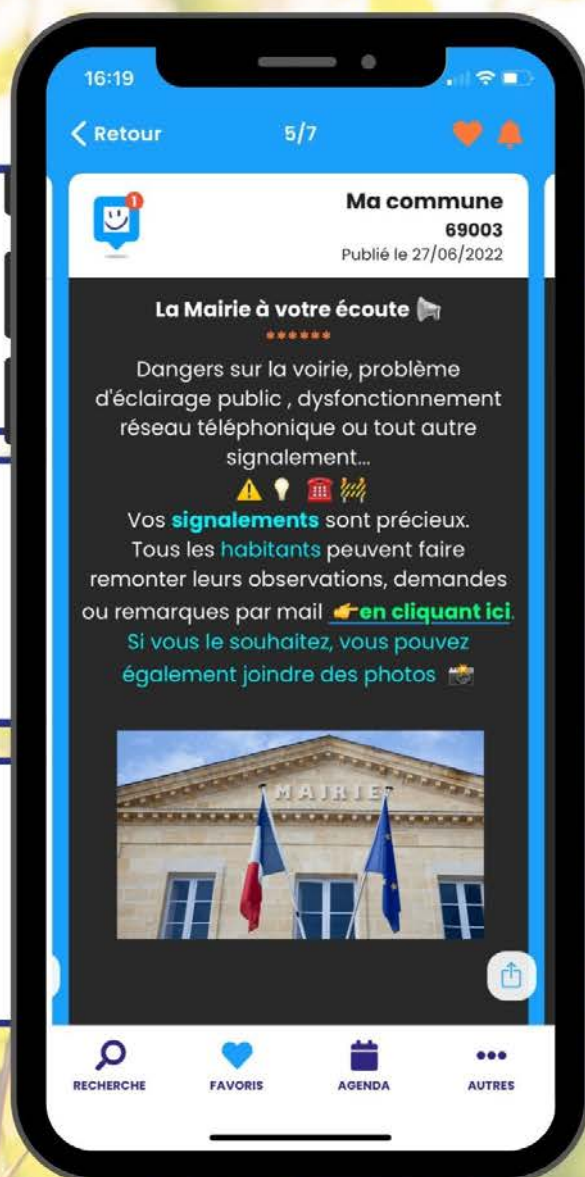 16:19
Retour
5/7
1
Ma commune
69003
Publié le 27/06/2022
La Mairie à votre écoute 📢
******
Dangers sur la voirie, problème
d'éclairage public , dysfonctionnement
réseau téléphonique ou tout autre
signalement...
⚠️💡☎️🚧
Vos signalements sont précieux.
Tous les habitants peuvent faire
remonter leurs observations, demandes
ou remarques par mail 👉en cliquant ici.
Si vous le souhaitez, vous pouvez
également joindre des photos 📸
MAIRIE
RECHERCHE
FAVORIS
AGENDA
AUTRES